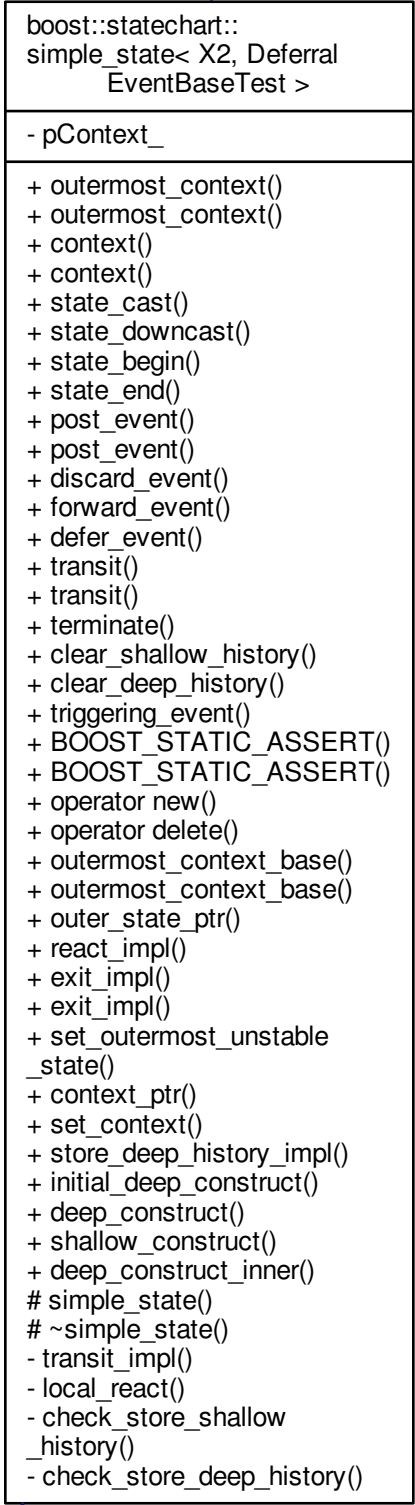 boost::statechart::
simple_state< X2, Deferral
EventBaseTest >
- pContext_
+ outermost_context()
+ outermost_context()
+ context()
+ context()
+ state_cast()
+ state_downcast()
+ state_begin()
+ state_end()
+ post_event()
+ post_event()
+ discard_event()
+ forward_event()
+ defer_event()
+ transit()
+ transit()
+ terminate()
+ clear_shallow_history()
+ clear_deep_history()
+ triggering_event()
+ BOOST_STATIC_ASSERT()
+ BOOST_STATIC_ASSERT()
+ operator new()
+ operator delete()
+ outermost_context_base()
+ outermost_context_base()
+ outer_state_ptr()
+ react_impl()
+ exit_impl()
+ exit_impl()
+ set_outermost_unstable
_state()
+ context_ptr()
+ set_context()
+ store_deep_history_impl()
+ initial_deep_construct()
+ deep_construct()
+ shallow_construct()
+ deep_construct_inner()
# simple_state()
# ~simple_state()
- transit_impl()
- local_react()
- check_store_shallow
_history()
- check_store_deep_history()